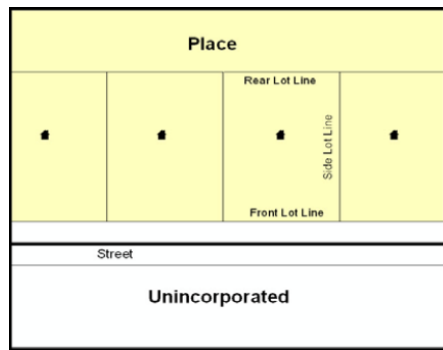 Place
Rear Lot Line
Side Lot Line
Front Lot Line
Street
Unincorporated